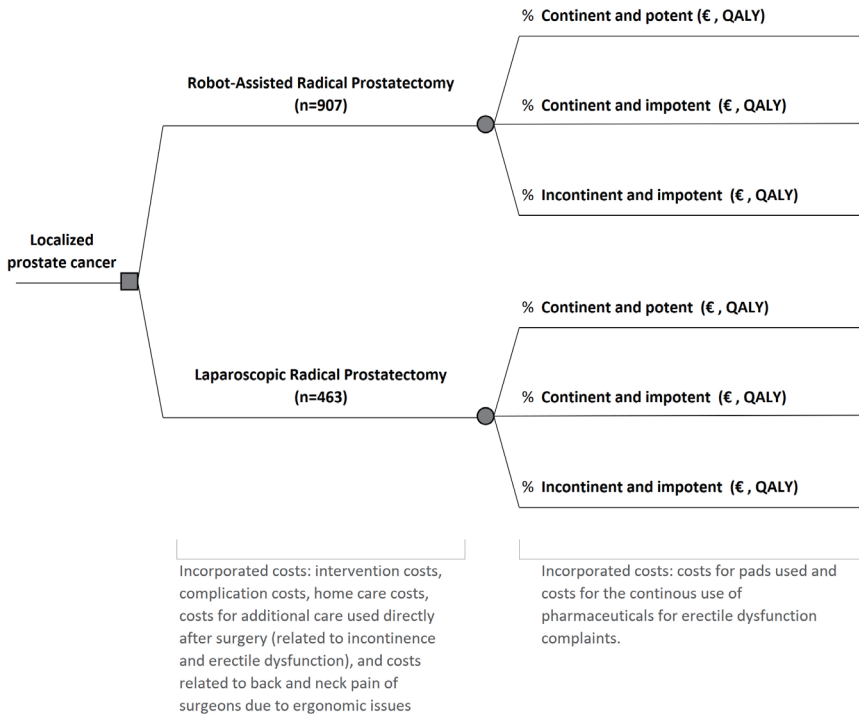 % Continent and potent (€ , QALY)
Robot-Assisted Radical Prostatectomy
(n=907)
% Continent and impotent (€ , QALY)
% Incontinent and impotent (€ , QALY)
Localized
prostate cancer
% Continent and potent (€ , QALY)
Laparoscopic Radical Prostatectomy
(n=463)
% Continent and impotent (€ , QALY)
% Incontinent and impotent (€ , QALY)
Incorporated costs: intervention costs,
complication costs, home care costs,
costs for additional care used directly
after surgery (related to incontinence
and erectile dysfunction), and costs
related to back and neck pain of
surgeons due to ergonomic issues
Incorporated costs: costs for pads used and
costs for the continous use of
pharmaceuticals for erectile dysfunction
complaints.